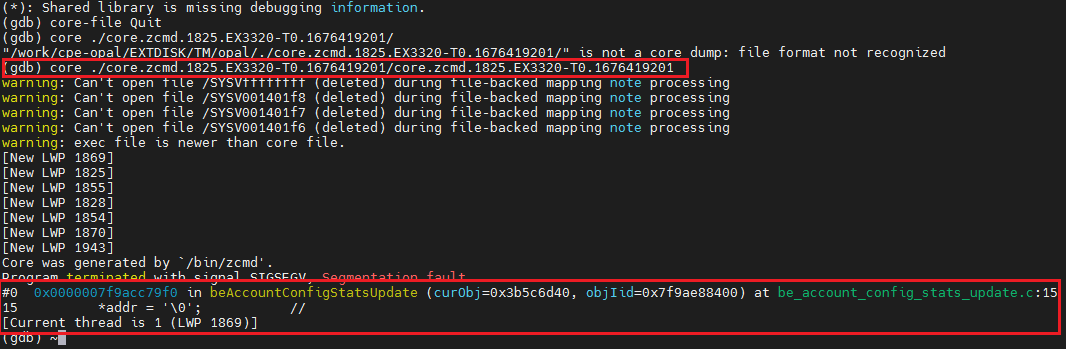 (*): Shared library is missing debugging information.
(gdb) core-file Quit
(gdb) core ./core.zcmd.1825.EX3320-T0.1676419201/
"/work/cpe-opal/EXTDISK/TM/opal/./core.zcmd.1825.EX3320-T0.1676419201/" is not a core dump: file format not recognized
(gdb) core ./core.zcmd.1825.EX3320-T0.1676419201/core.zcmd.1825.EX3320-T0.1676419201
warning: Can't open file /SYSVffffffff (deleted) during file-backed mapping note processing
warning: Can't open file /SYSV001401f8 (deleted) during file-backed mapping note processing
warning: Can't open file /SYSV001401f7 (deleted) during file-backed mapping note processing
warning: Can't open file /SYSV001401f6 (deleted) during file-backed mapping note processing
warning: exec file is newer than core file.
[New LWP 1869]
[New LWP 1825]
[New LWP 1855]
[New LWP 1828]
[New LWP 1854]
[New LWP 1870]
[New LWP 1943]
Core was generated by `/bin/zcmd'.
Program terminated with signal SIGSEGV, Segmentation fault.
#0  0x0000007f9acc79f0 in beAccountConfigStatsUpdate (curObj=0x3b5c6d40, objIid=0x7f9ae88400) at be_account_config_stats_update.c:15
15        *addr = '\0';         //
[Current thread is 1 (LWP 1869)]
(gdb) ~